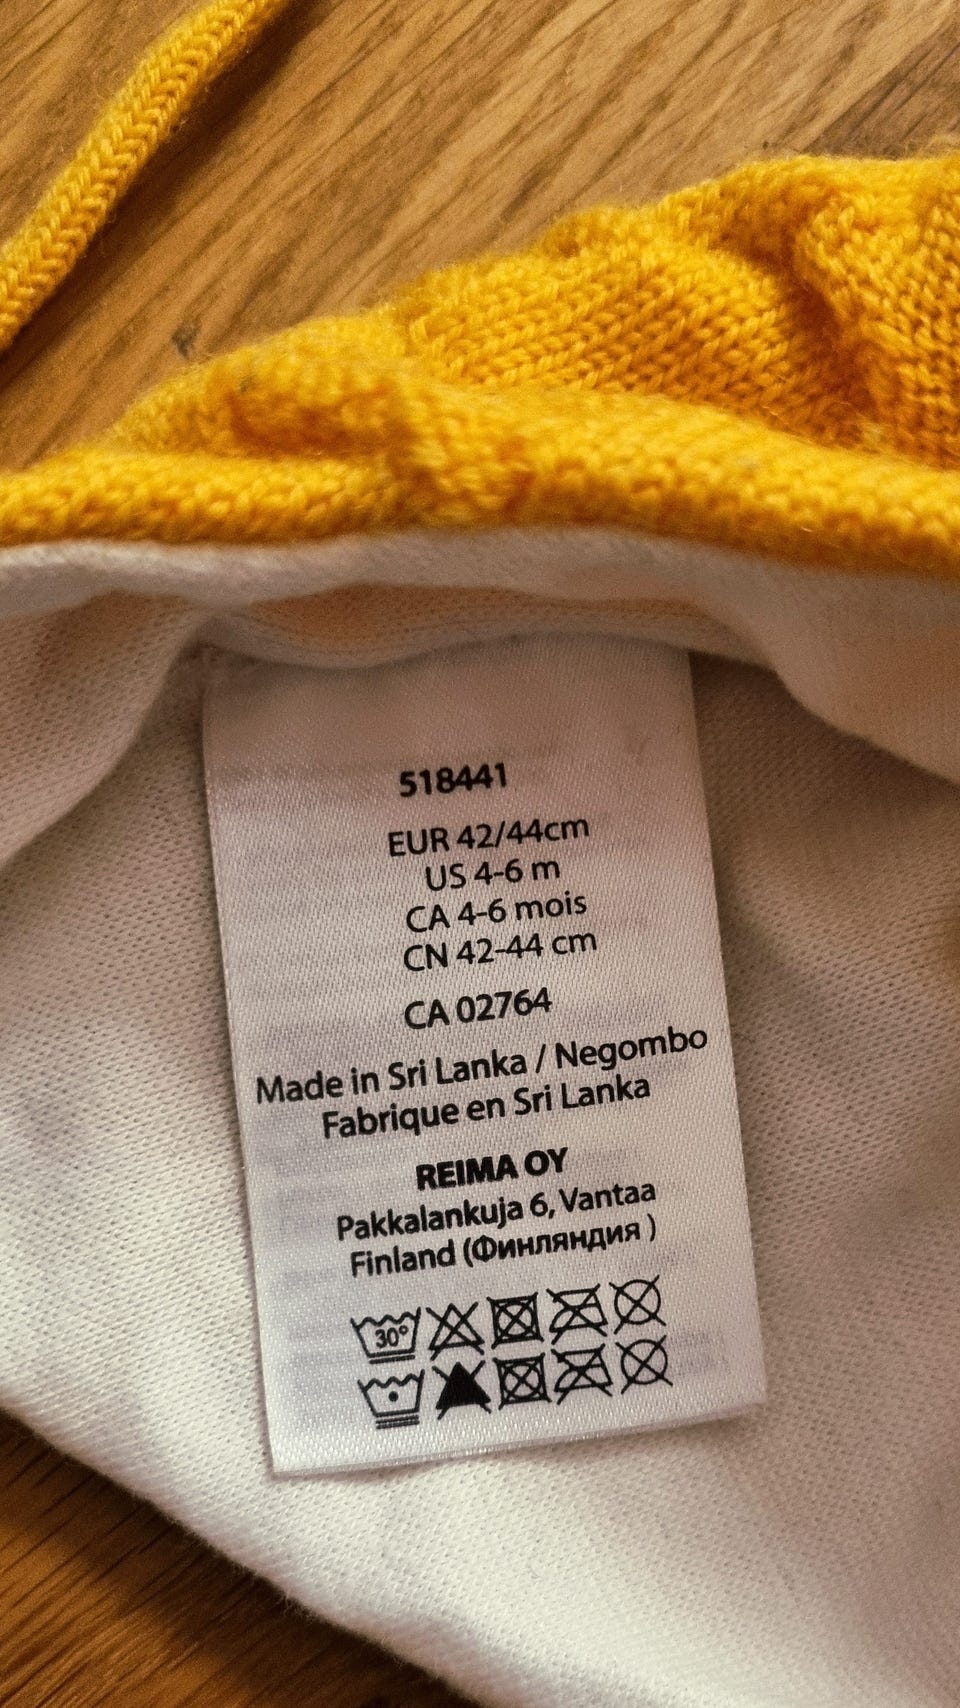 518441
EUR 42/44cm
US 4-6 m
CA 4-6 mois
CN 42-44 cm
CA 02764
Made in Sri Lanka / Negombo
Fabrique en Sri Lanka
REIMA OY
Pakkalankuja 6, Vantaa
Finland (Финляндия )
30°